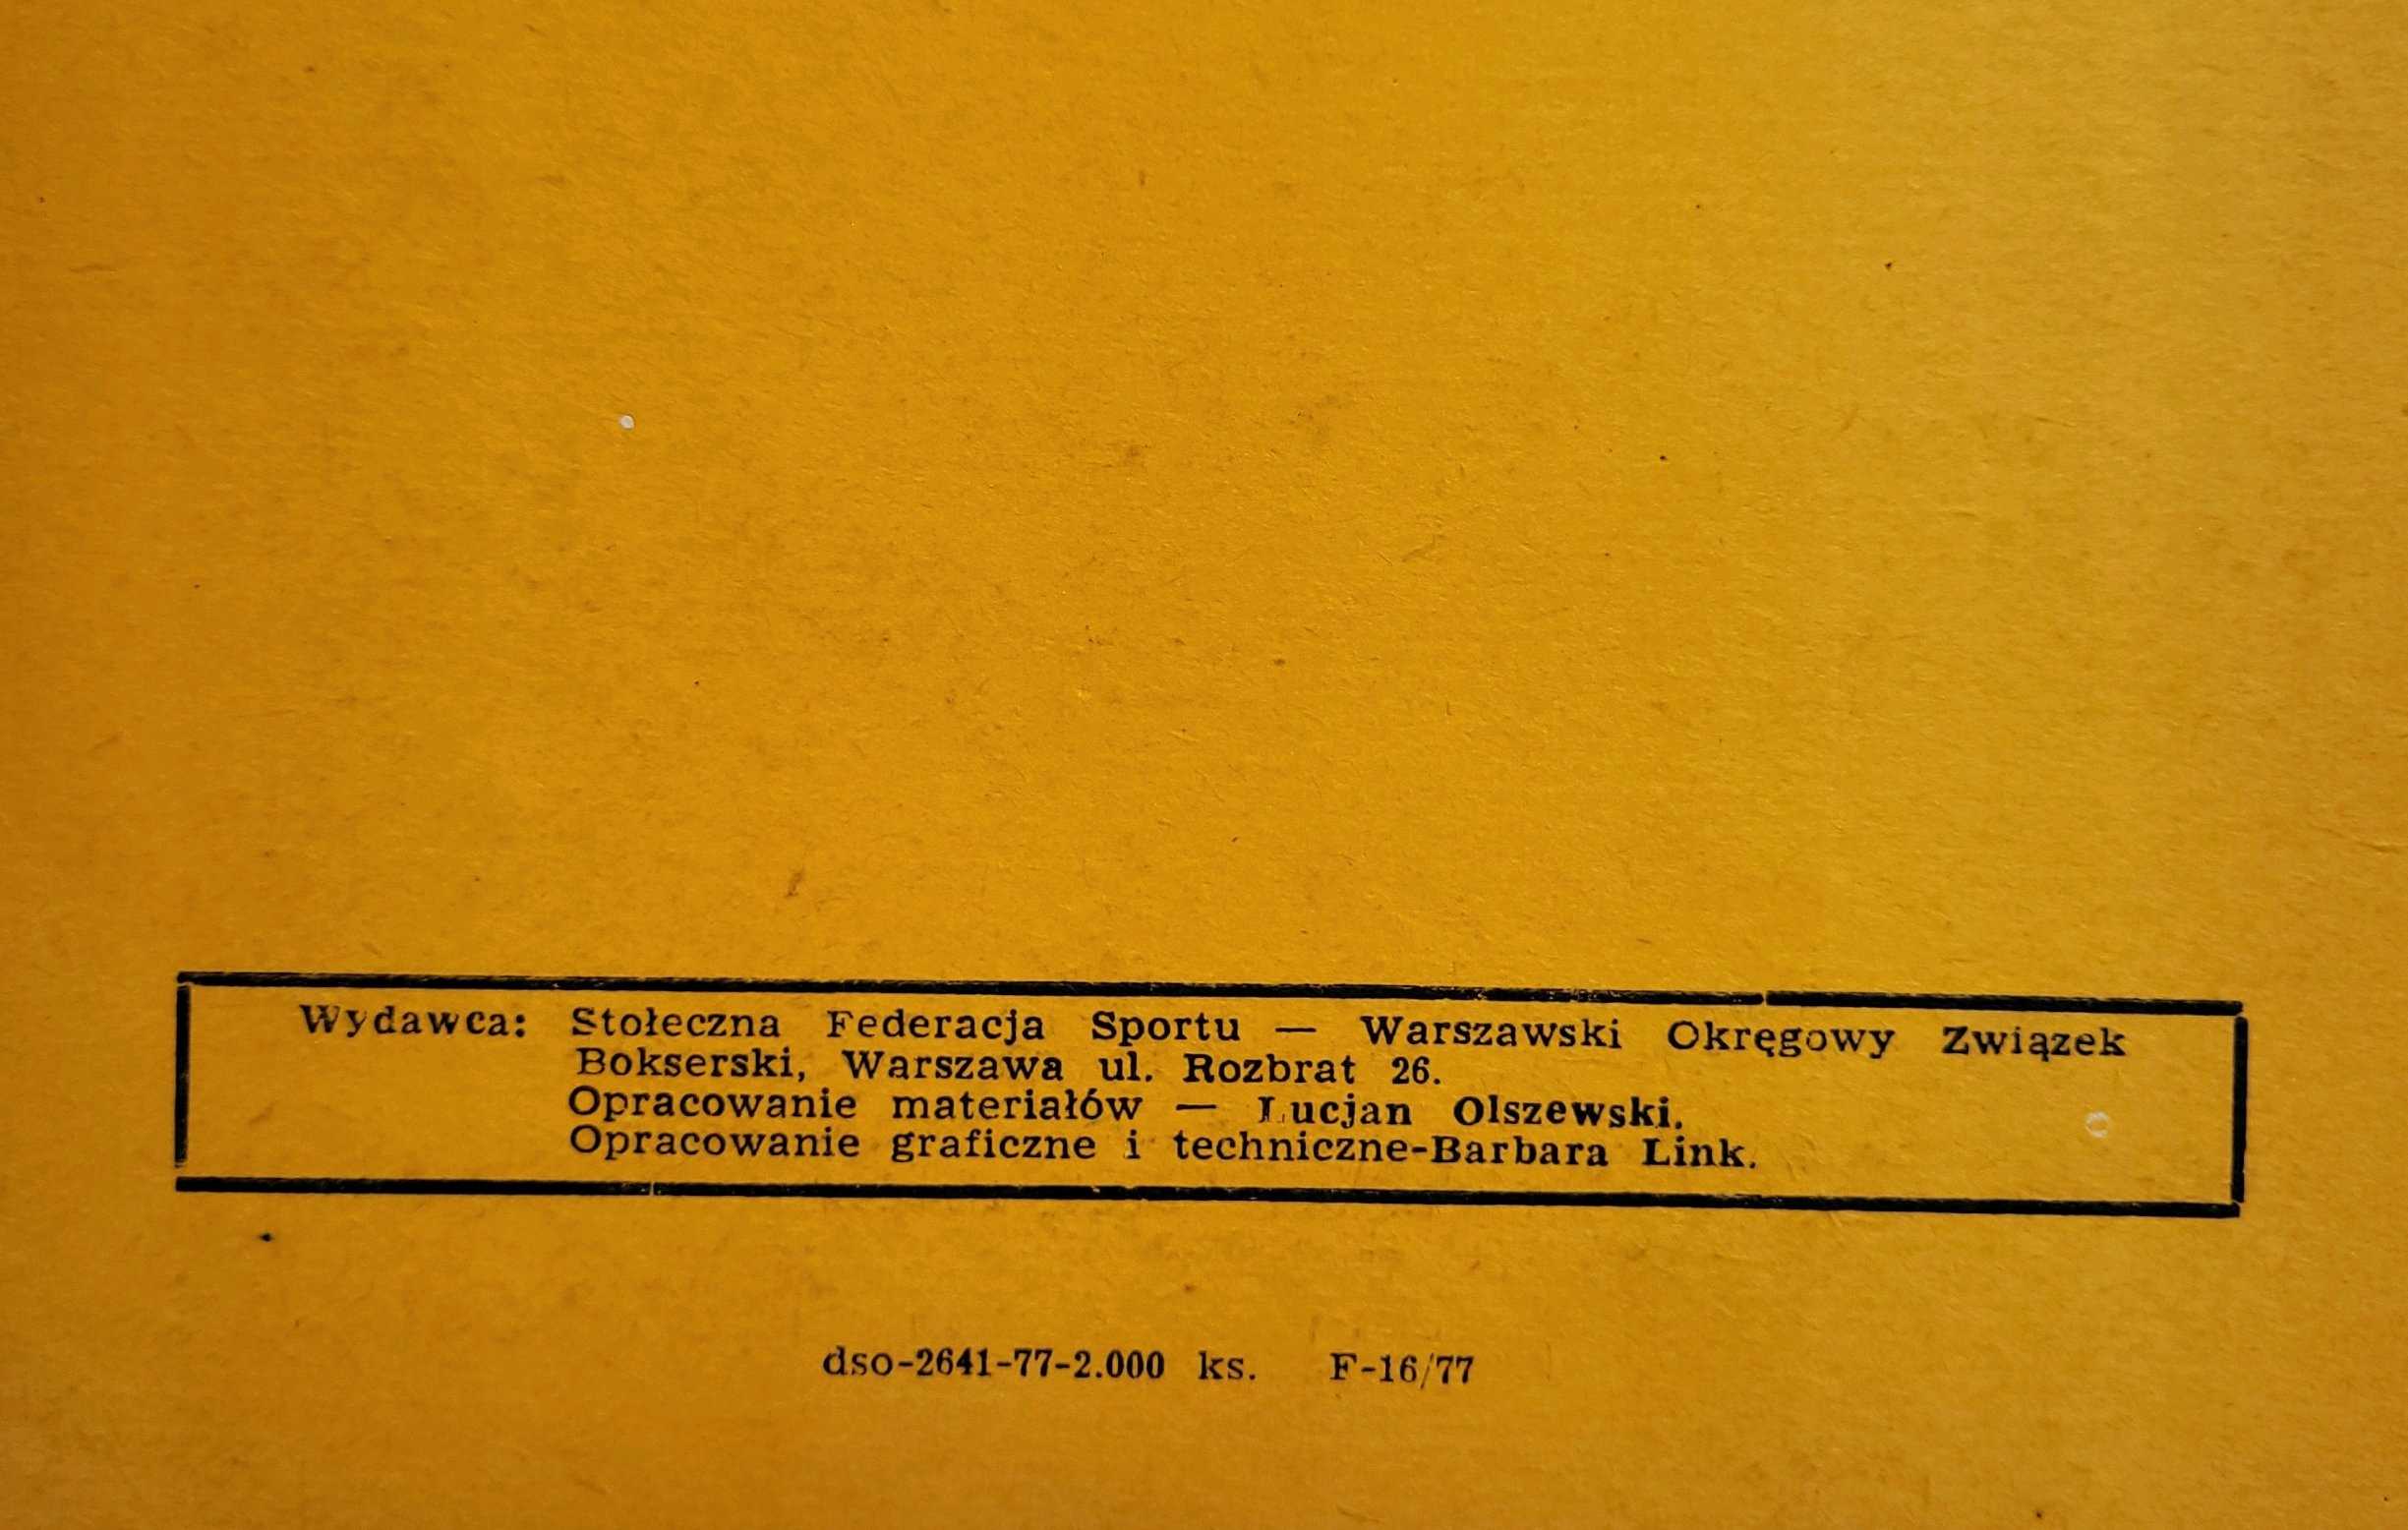 Wydawca: Stołeczna Federacja Sportu — Warszawski Okręgowy Związek
Bokserski, Warszawa ul. Rozbrat 26.
Opracowanie materiałów — Lucjan Olszewski.
Opracowanie graficzne i techniczne-Barbara Link.
dso-2641-77-2.000 ks. F-16/77